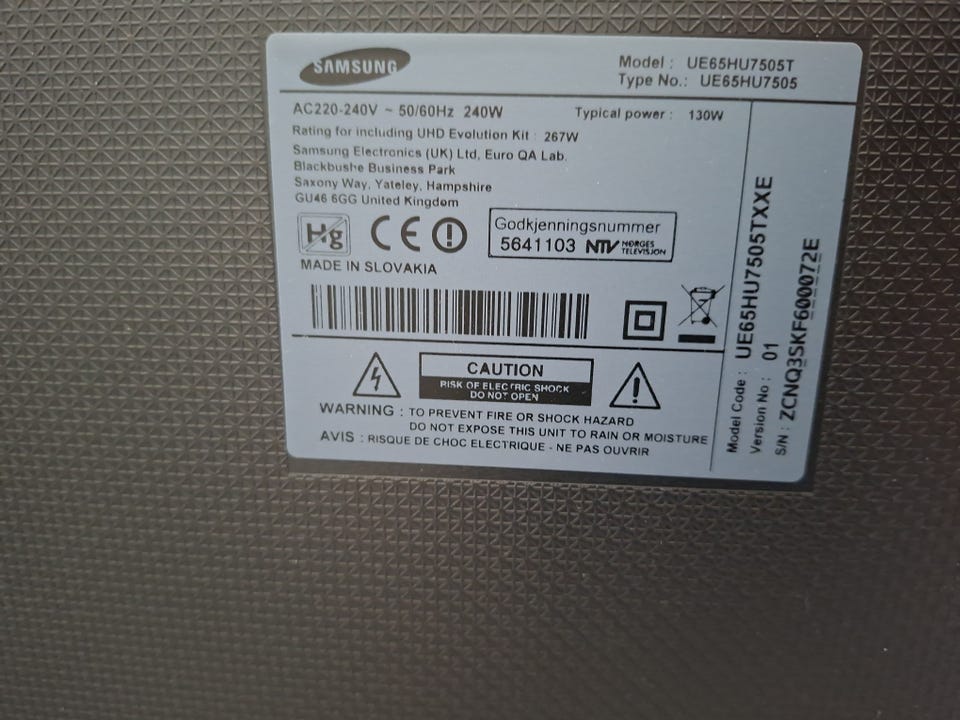 SAMSUNG
Model : UE65HU7505T
Type No.: UE65HU7505
AC220-240V ~ 50/60Hz 240W
Typical power : 130W
Rating for including UHD Evolution Kit : 267W
Samsung Electronics (UK) Ltd, Euro QA Lab.
Blackbushe Business Park
Saxony Way, Yateley, Hampshire
GU46 6GG United Kingdom
Hg
CE
Godkjenningsnummer
5641103 NTV NORGES
TELEVISJON
MADE IN SLOVAKIA
CAUTION
RISK OF ELECTRIC SHOCK
DO NOT OPEN
WARNING : TO PREVENT FIRE OR SHOCK HAZARD
DO NOT EXPOSE THIS UNIT TO RAIN OR MOISTURE
AVIS : RISQUE DE CHOC ELECTRIQUE - NE PAS OUVRIR
Model Code : UE65HU7505TXXE
Version No : 01
S/N : ZCNQ3SKF600072E